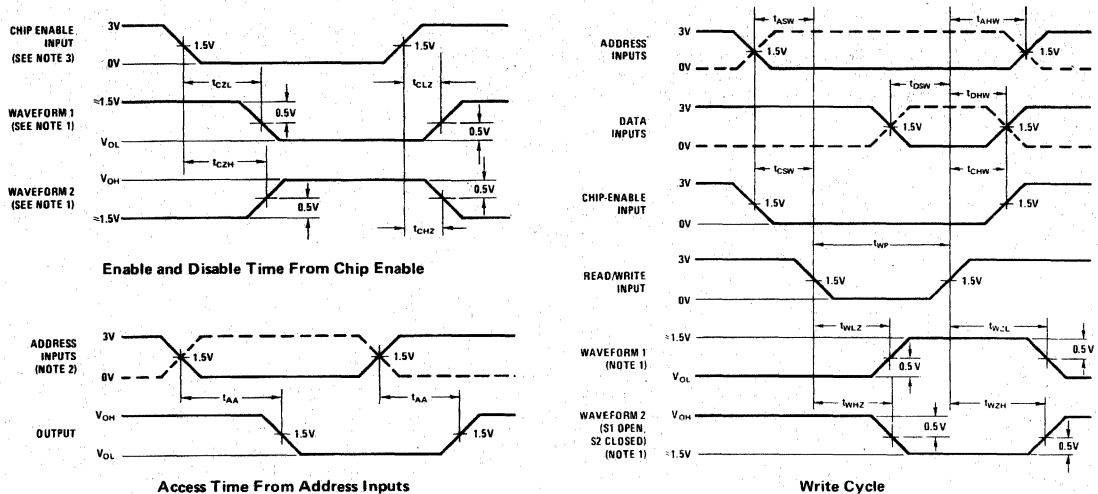 3V
CHIP ENABLE
INPUT
(SEE NOTE 3)
1.5V
1.5V
0V
tCZL
tCLZ
≈1.5V
WAVEFORM 1
(SEE NOTE 1)
0.5V
0.5V
VOL
tCZH
VOH
WAVEFORM 2
(SEE NOTE 1)
0.5V
0.5V
≈1.5V
tCHZ
Enable and Disable Time From Chip Enable
ADDRESS
INPUTS
(NOTE 2)
3V
1.5V
1.5V
0V
tAA
tAA
OUTPUT
VOH
1.5V
1.5V
VOL
Access Time From Address Inputs
tASW
tAHW
ADDRESS
INPUTS
3V
1.5V
1.5V
0V
tDSW
tDHW
DATA
INPUTS
3V
1.5V
1.5V
0V
tCSW
tCHW
CHIP-ENABLE
INPUT
3V
1.5V
1.5V
0V
tWP
READ/WRITE
INPUT
3V
1.5V
1.5V
0V
tWLZ
tWZL
≈1.5V
WAVEFORM 1
(NOTE 1)
0.5V
0.5V
VOL
tWHZ
tWZH
WAVEFORM 2
(S1 OPEN,
S2 CLOSED)
(NOTE 1)
VOH
0.5V
0.5V
≈1.5V
Write Cycle